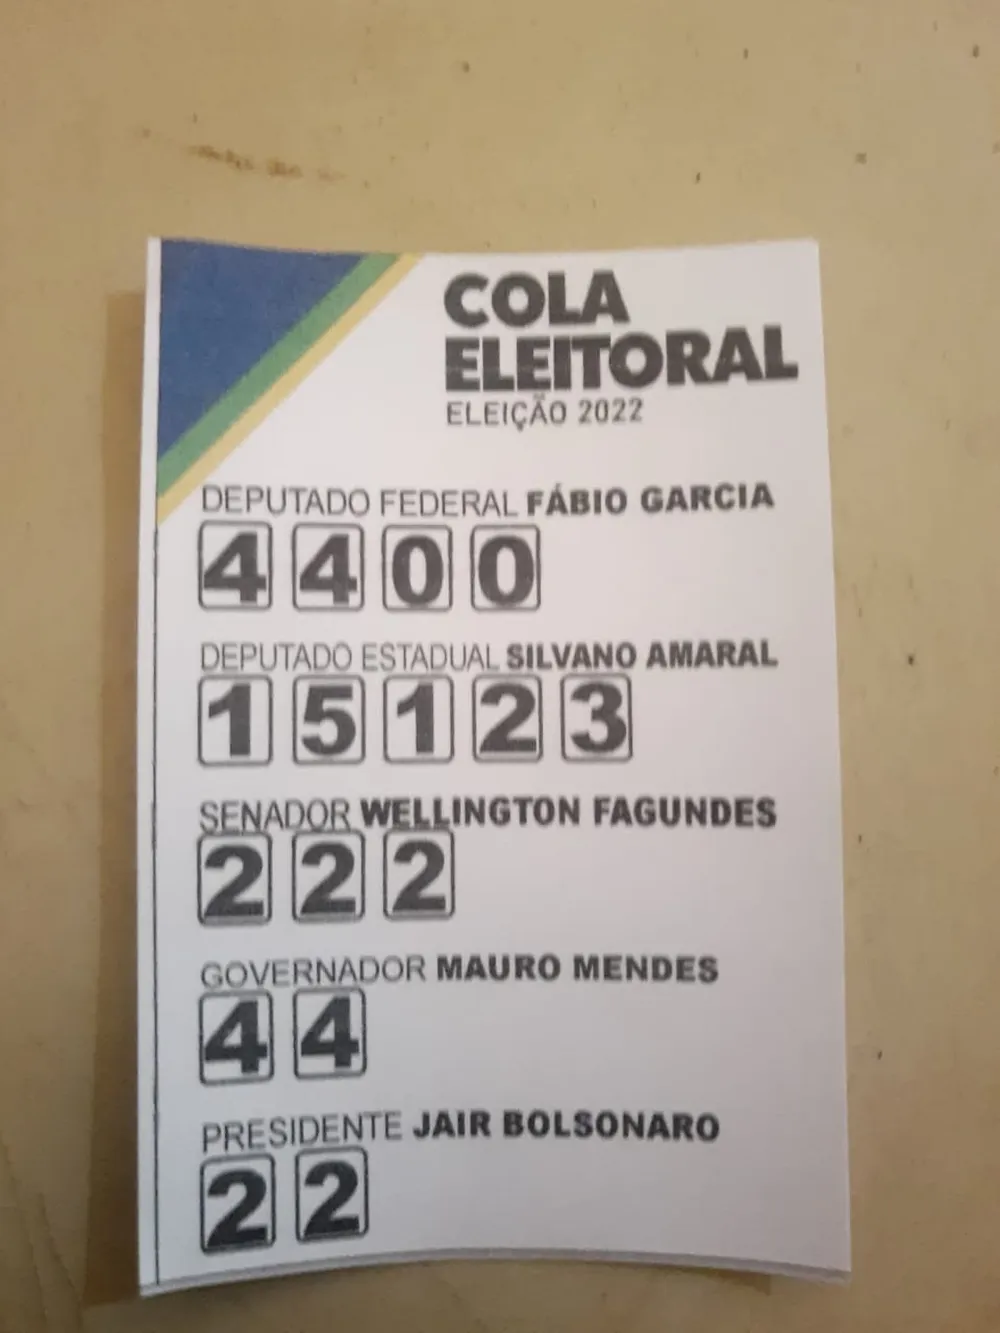 COLA
ELEITORAL
ELEIÇÃO 2022
DEPUTADO FEDERAL FÁBIO GARCIA
4400
DEPUTADO ESTADUAL SILVANO AMARAL
15123
SENADOR WELLINGTON FAGUNDES
222
GOVERNADOR MAURO MENDES
44
PRESIDENTE JAIR BOLSONARO
22